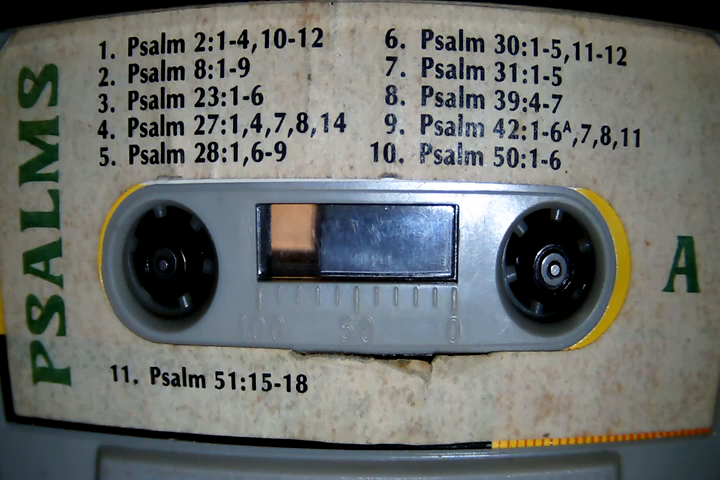 PSALMS
1. Psalm 2:1-4,10-12
2. Psalm 8:1-9
3. Psalm 23:1-6
4. Psalm 27:1,4,7,8,14
5. Psalm 28:1,6-9
6. Psalm 30:1-5,11-12
7. Psalm 31:1-5
8. Psalm 39:4-7
9. Psalm 42:1-6ᴬ,7,8,11
10. Psalm 50:1-6
A
100 50 0
11. Psalm 51:15-18